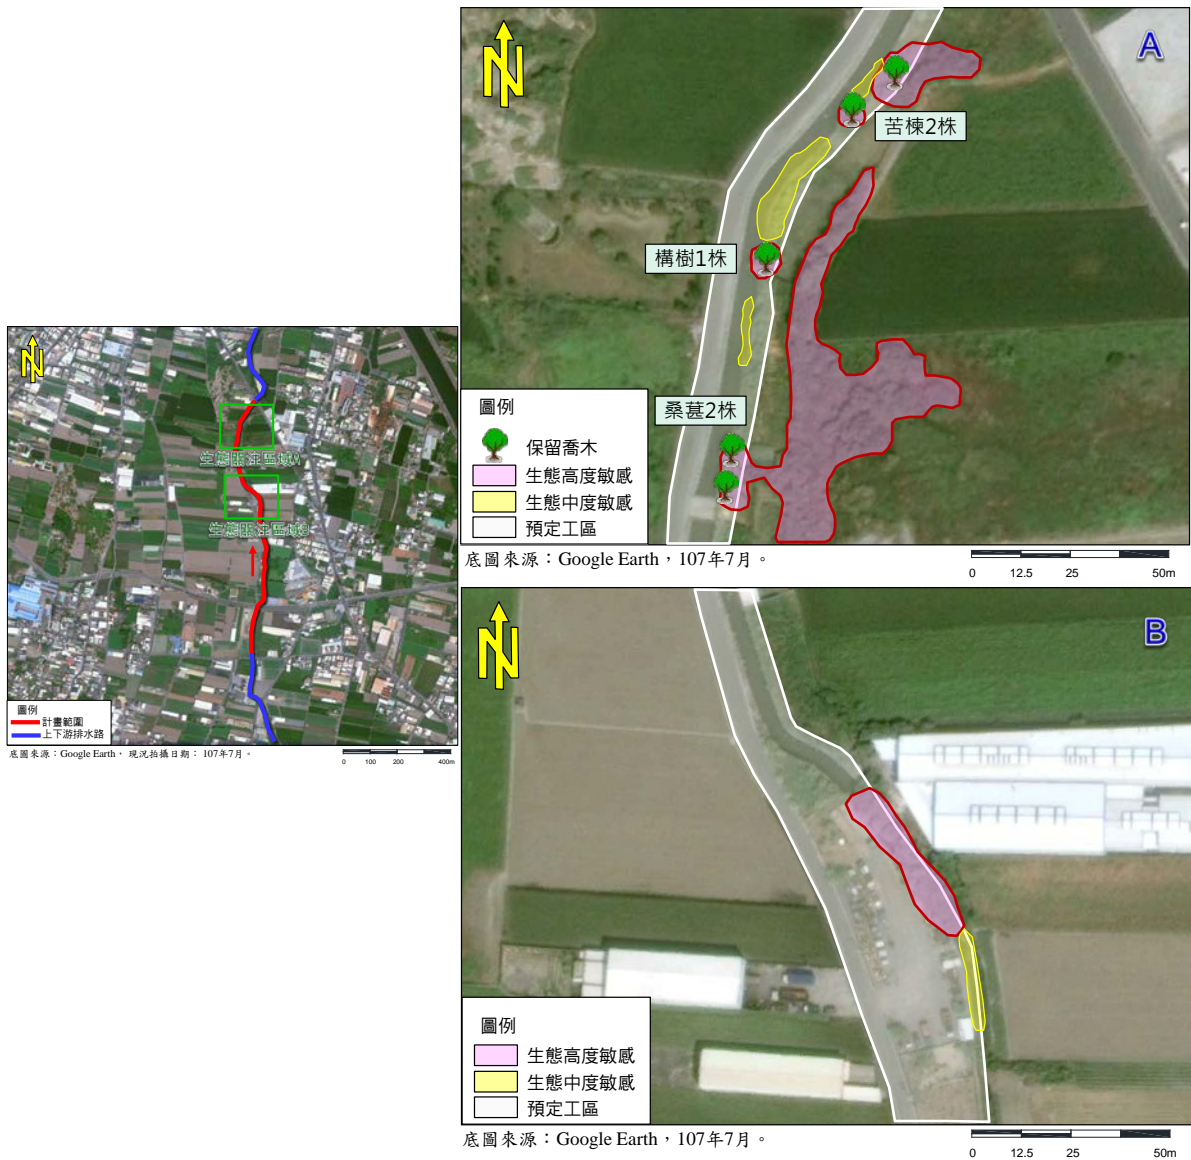 N
生態關注區域A
生態關注區域B
圖例
計畫範圍
上下游排水路
底圖來源：Google Earth， 現況拍攝日期： 107年7月。
0 100 200 400m
N
A
苦楝2株
構樹1株
桑葚2株
圖例
保留喬木
生態高度敏感
生態中度敏感
預定工區
底圖來源：Google Earth，107年7月。
0 12.5 25 50m
N
B
圖例
生態高度敏感
生態中度敏感
預定工區
底圖來源：Google Earth，107年7月。
0 12.5 25 50m